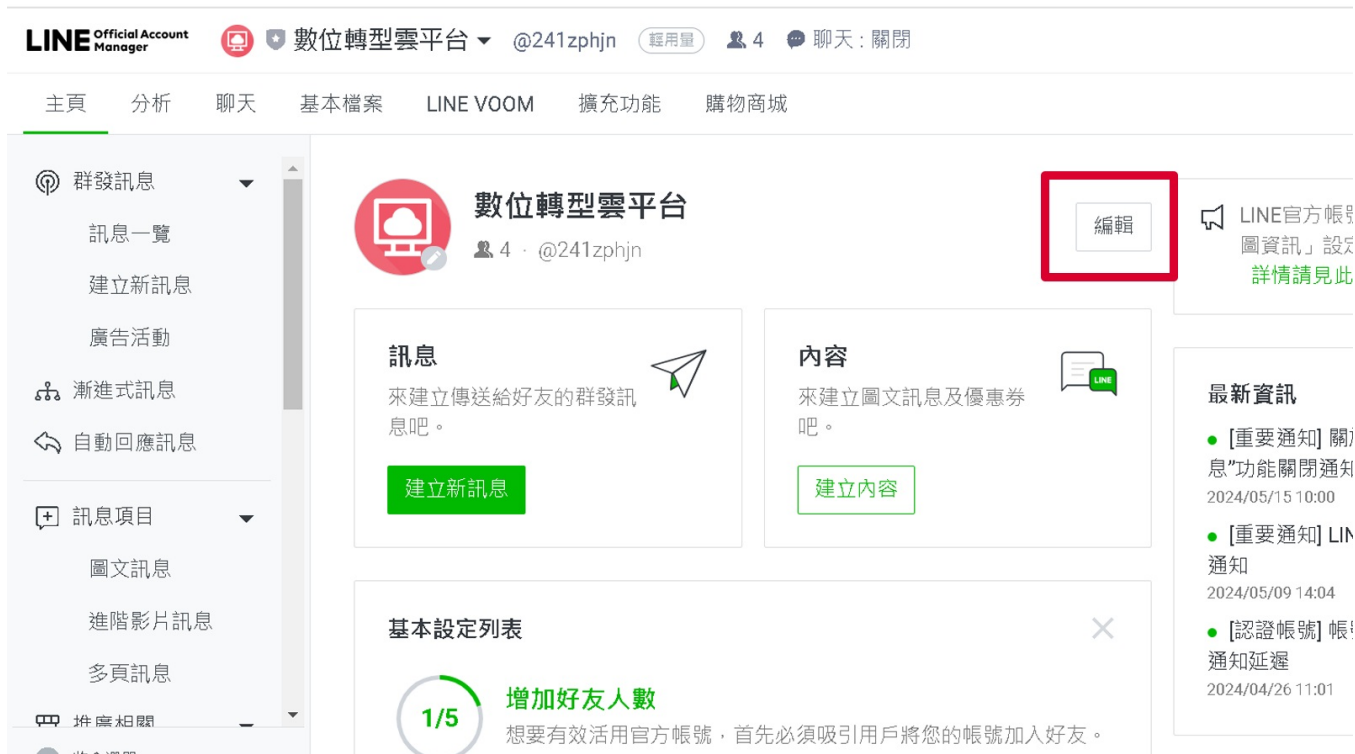 LINE Official Account Manager
數位轉型雲平台 @241zphjn 輕用量 4 聊天 : 關閉
主頁 分析 聊天 基本檔案 LINE VOOM 擴充功能 購物商城
群發訊息
訊息一覽
建立新訊息
廣告活動
漸進式訊息
自動回應訊息
訊息項目
圖文訊息
進階影片訊息
多頁訊息
推廣相關
數位轉型雲平台
4 · @241zphjn
編輯
訊息
來建立傳送給好友的群發訊
息吧。
建立新訊息
內容
來建立圖文訊息及優惠券
吧。
LINE
建立內容
基本設定列表
1/5
增加好友人數
想要有效活用官方帳號,首先必須吸引用戶將您的帳號加入好友。
LINE官方帳
圖資訊」設定
詳情請見此
最新資訊
[重要通知] 關
息”功能關閉通知
2024/05/15 10:00
[重要通知] LIN
通知
2024/05/09 14:04
[認證帳號] 帳
通知延遲
2024/04/26 11:01